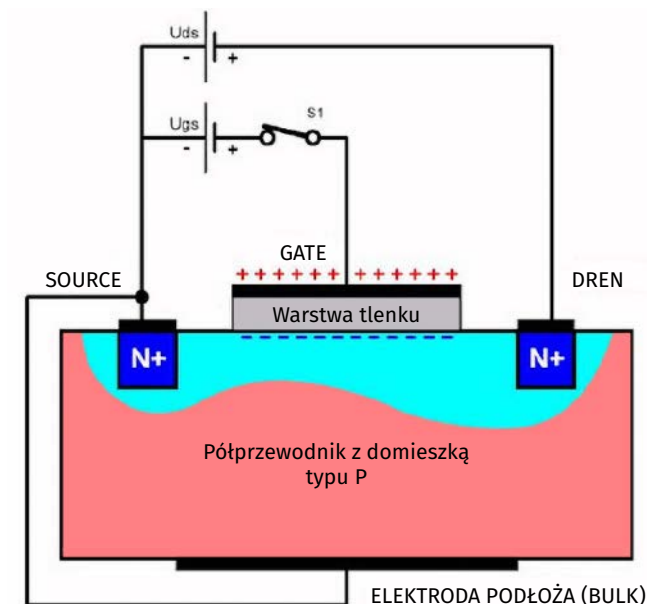 Uds
- +
Ugs
S1
- +
GATE
SOURCE
+ + + + + + + + + + + + +
DREN
Warstwa tlenku
N+
N+
Półprzewodnik z domieszką
typu P
ELEKTRODA PODŁOŻA (BULK)